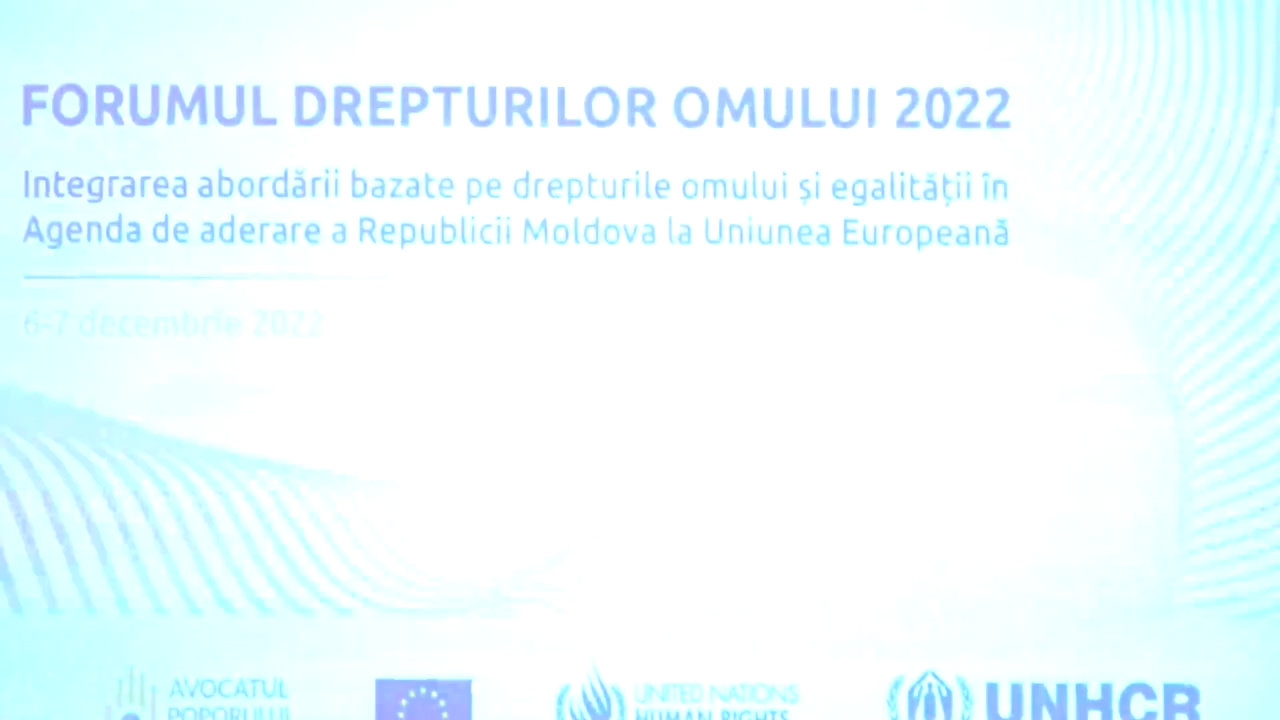 FORUMUL DREPTURILOR OMULUI 2022
Integrarea abordării bazate pe drepturile omului și egalității în
Agenda de aderare a Republicii Moldova la Uniunea Europeană
6-7 decembrie 2022
AVOCATUL
POPORULUI
UNITED NATIONS
HUMAN RIGHTS
UNHCR